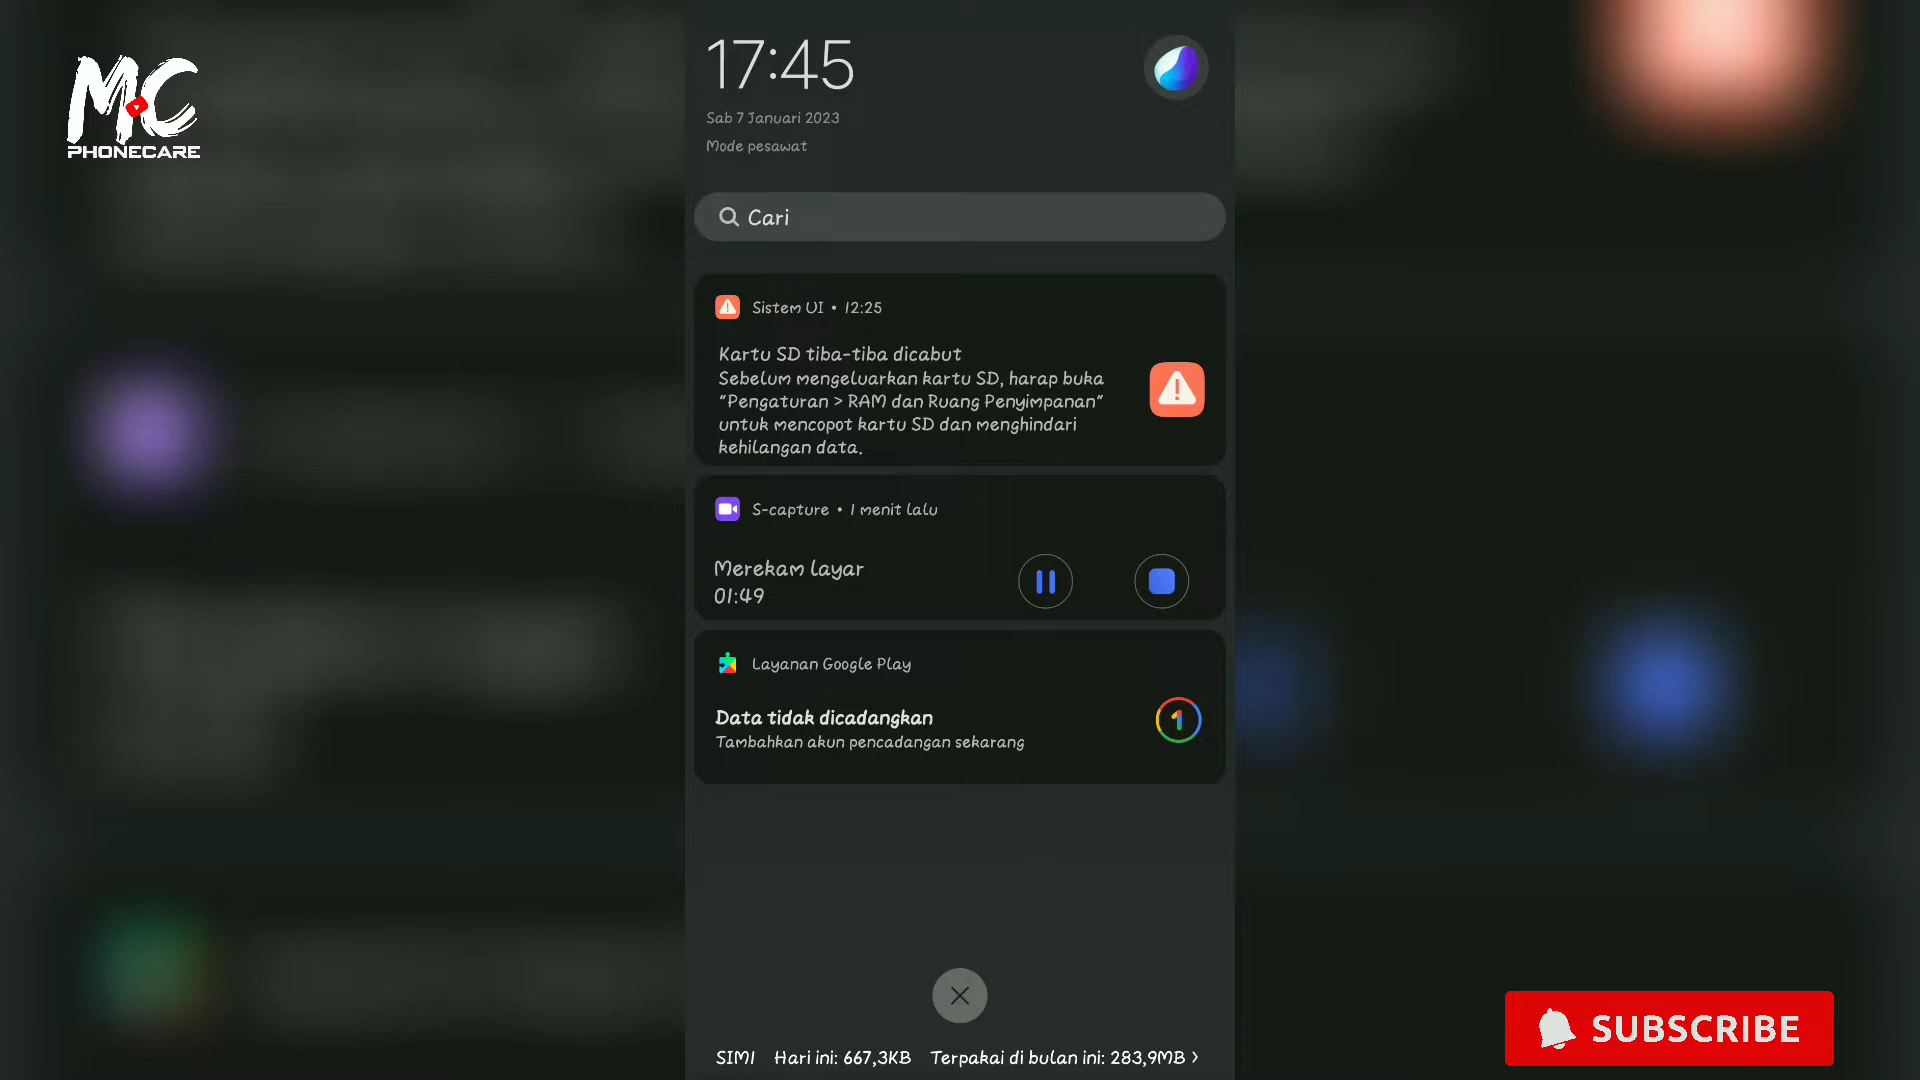 MC
PHONECARE
17:45
Sab 7 Januari 2023
Mode pesawat
Cari
Sistem UI • 12:25
Kartu SD tiba-tiba dicabut
Sebelum mengeluarkan kartu SD, harap buka
"Pengaturan > RAM dan Ruang Penyimpanan"
untuk mencopot kartu SD dan menghindari
kehilangan data.
S-capture • 1 menit lalu
Merekam layar
01:49
Layanan Google Play
Data tidak dicadangkan
Tambahkan akun pencadangan sekarang
1
SIM1 Hari ini: 667,3KB Terpakai di bulan ini: 283,9MB >
SUBSCRIBE